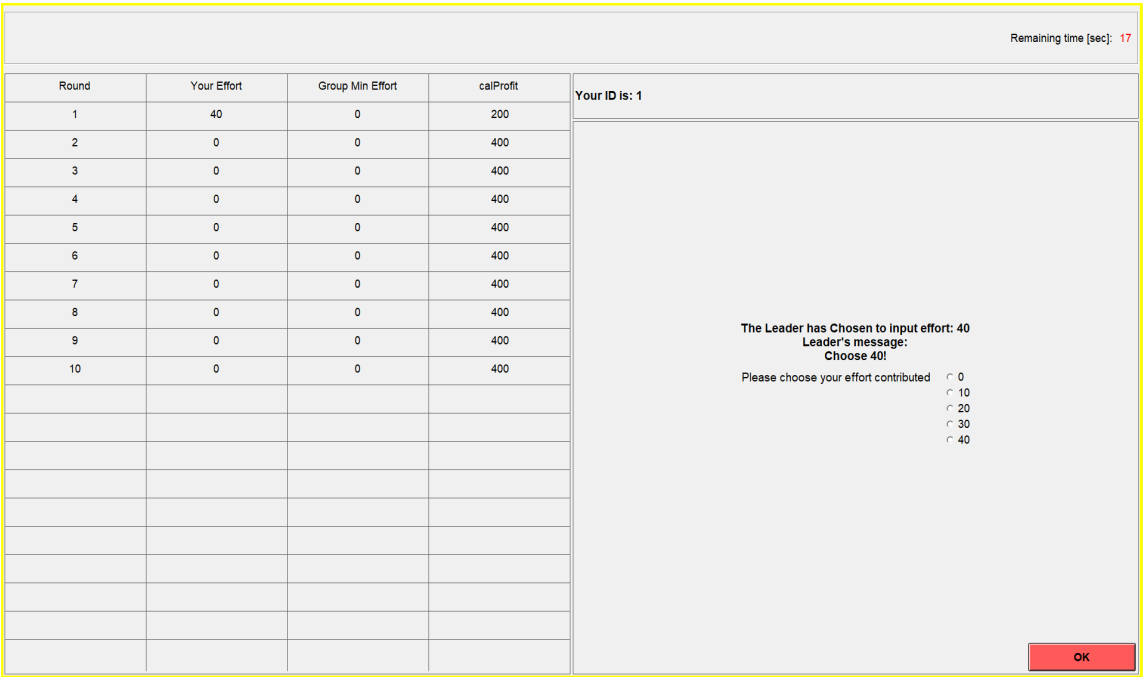 Remaining time [sec]: 17
Round Your Effort Group Min Effort calProfit
1 40 0 200
2 0 0 400
3 0 0 400
4 0 0 400
5 0 0 400
6 0 0 400
7 0 0 400
8 0 0 400
9 0 0 400
10 0 0 400
Your ID is: 1
The Leader has Chosen to input effort: 40
Leader's message:
Choose 40!
Please choose your effort contributed 0
10
20
30
40
OK